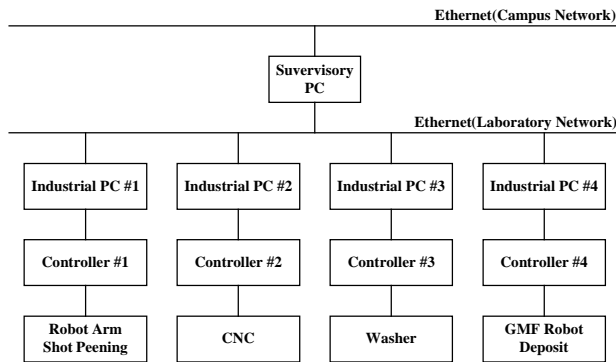 Ethernet(Campus Network)
Suvervisory
PC
Ethernet(Laboratory Network)
Industrial PC #1
Industrial PC #2
Industrial PC #3
Industrial PC #4
Controller #1
Controller #2
Controller #3
Controller #4
Robot Arm
Shot Peening
CNC
Washer
GMF Robot
Deposit